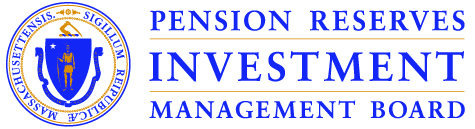 MASSACHUSETTENSIS. SIGILLUM REIPUBLICÆ
PENSION RESERVES
INVESTMENT
MANAGEMENT BOARD